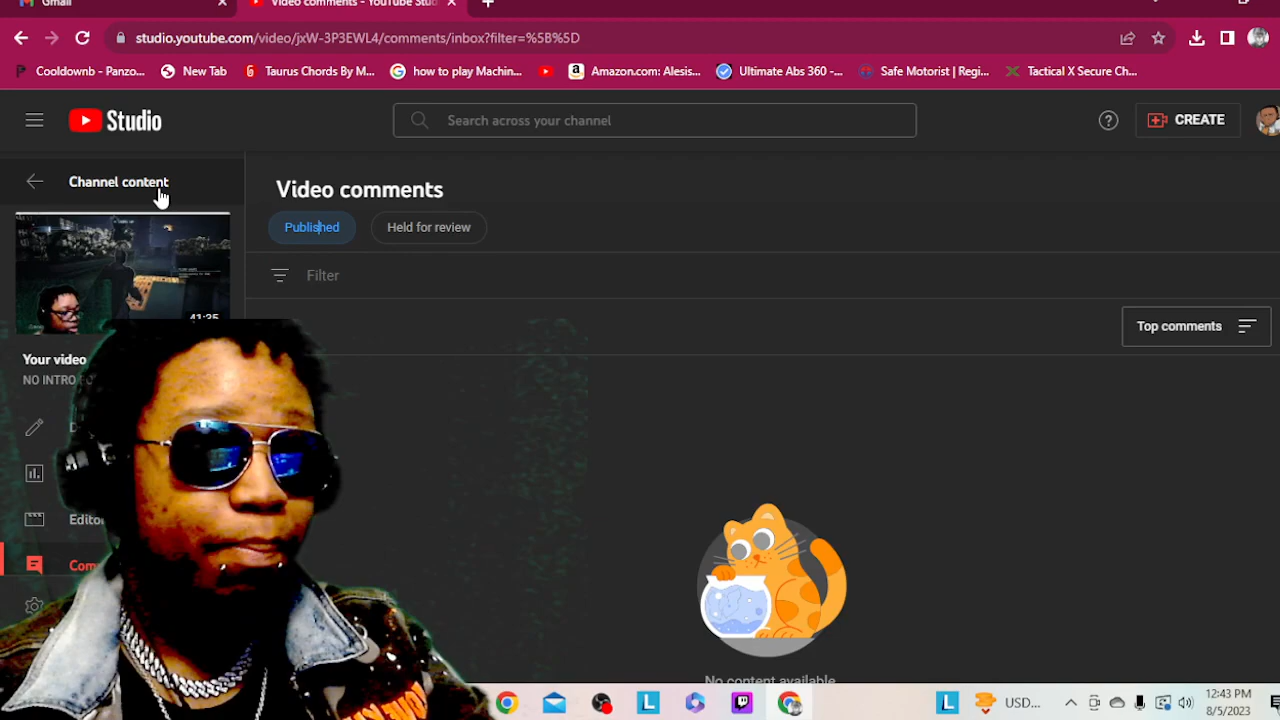 Gmail
Video comments - YouTube Stud
studio.youtube.com/video/jxW-3P3EWL4/comments/inbox?filter=%5B%5D
Cooldownb - Panzo...
New Tab
Taurus Chords By M...
how to play Machin...
Amazon.com: Alesis...
Ultimate Abs 360 -...
Safe Motorist | Regi...
Tactical X Secure Ch...
Studio
Search across your channel
CREATE
Channel content
Video comments
Published
Held for review
Filter
41:25
Top comments
Your video
NO INTRO
Editor
Com
No content available
USD...
12:43 PM
8/5/2023